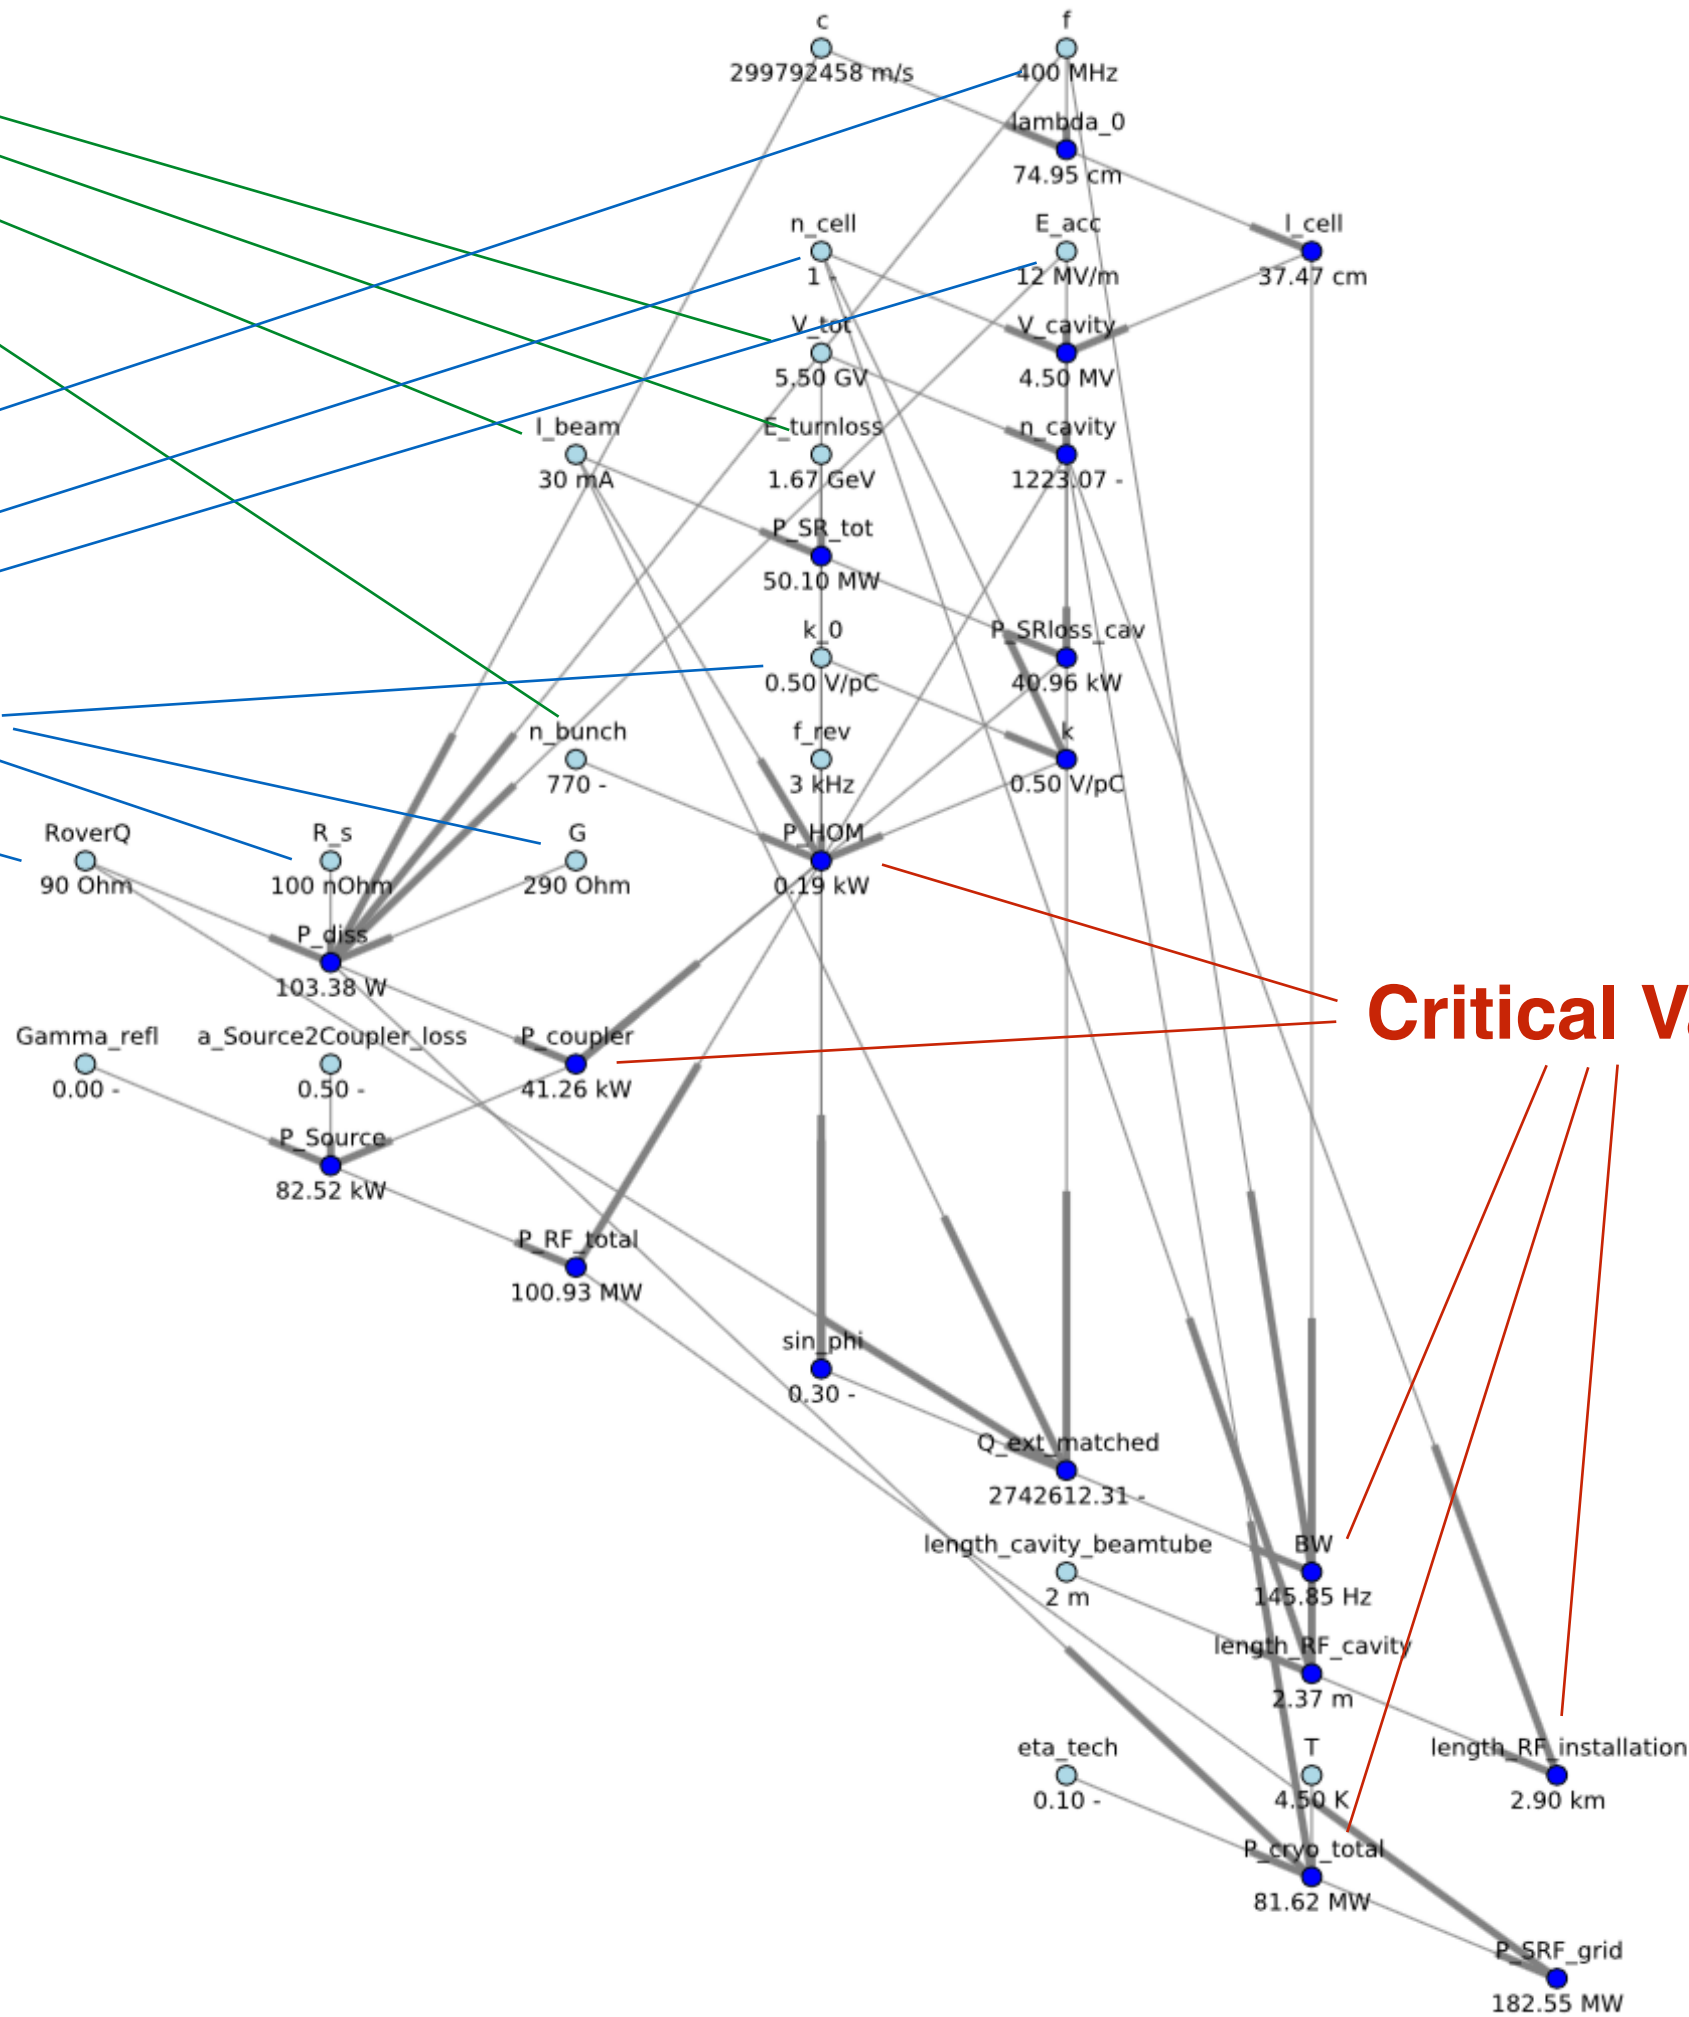 c f
299792458 m/s 400 MHz
lambda_0
74.95 cm
n_cell E_acc l_cell
1 - 12 MV/m 37.47 cm
V_tot V_cavity
5.50 GV 4.50 MV
I_beam E_turnloss n_cavity
30 mA 1.67 GeV 1223.07 -
P_SR_tot
50.10 MW
k_0 P_SRloss_cav
0.50 V/pC 40.96 kW
n_bunch f_rev k
770 - 3 kHz 0.50 V/pC
RoverQ R_s G P_HOM
90 Ohm 100 nOhm 290 Ohm 0.19 kW
P_diss
103.38 W
Critical V
Gamma_refl a_Source2Coupler_loss P_coupler
0.00 - 0.50 - 41.26 kW
P_Source
82.52 kW
P_RF_total
100.93 MW
sin_phi
0.30 -
Q_ext_matched
2742612.31 -
length_cavity_beamtube BW
2 m 145.85 Hz
length_RF_cavity
2.37 m
eta_tech T length_RF_installation
0.10 - 4.50 K 2.90 km
P_cryo_total
81.62 MW
P_SRF_grid
182.55 MW